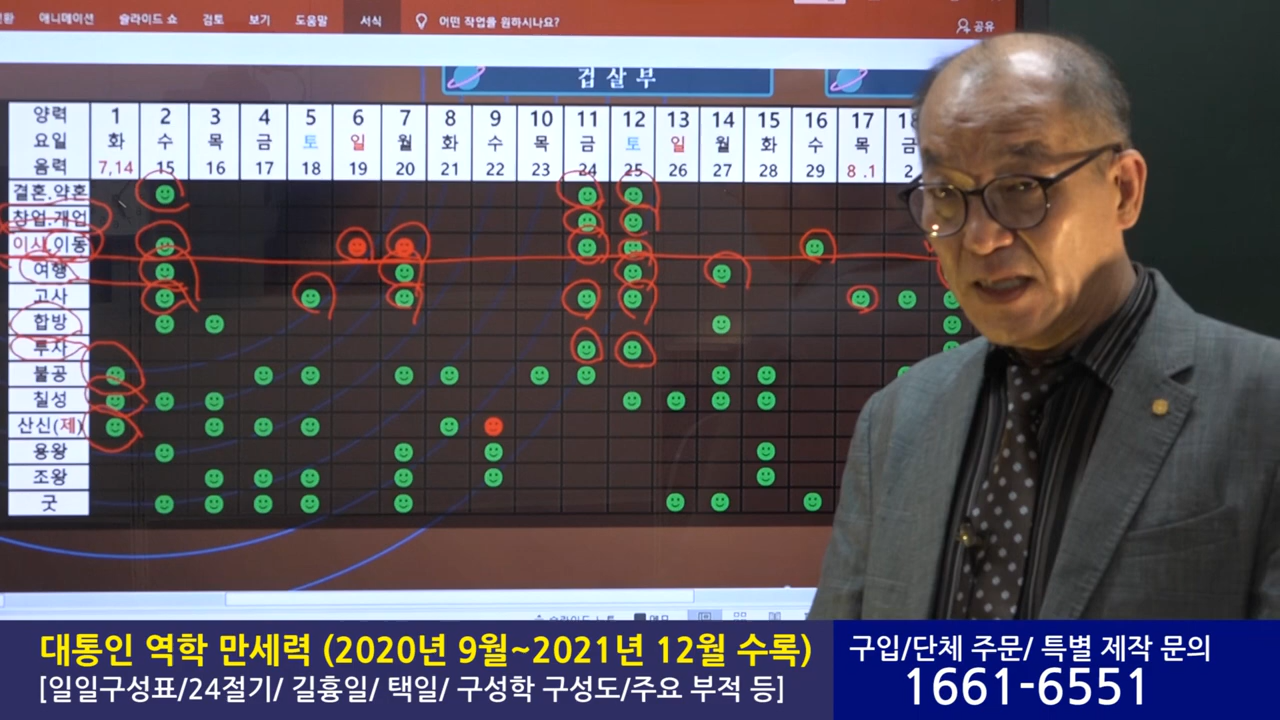 애니메이션 슬라이드 쇼 검토 보기 도움말 서식 어떤 작업을 원하시나요? 공유
겁살부
양력 1 2 3 4 5 6 7 8 9 10 11 12 13 14 15 16 17 18
요일 화 수 목 금 토 일 월 화 수 목 금 토 일 월 화 수 목 금
음력 7,14 15 16 17 18 19 20 21 22 23 24 25 26 27 28 29 8.1 2
결혼.약혼
창업.개업
이사.이동
여행
고사
합방
투자
불공
칠성
산신(제)
용왕
조왕
굿
대통인 역학 만세력 (2020년 9월~2021년 12월 수록)
[일일구성표/24절기/ 길흉일/ 택일/ 구성학 구성도/주요 부적 등]
구입/단체 주문/ 특별 제작 문의
1661-6551